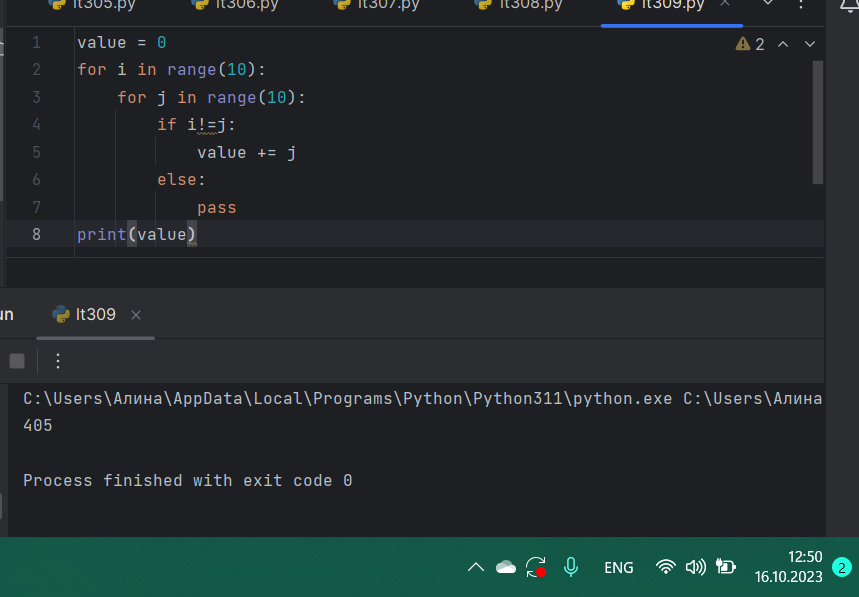 lt305.py lt306.py lt307.py lt308.py lt309.py
1 value = 0
2 for i in range(10):
3 for j in range(10):
4 if i!=j:
5 value += j
6 else:
7 pass
8 print(value)
2
lt309
C:\Users\Алина\AppData\Local\Programs\Python\Python311\python.exe C:\Users\Алина
405
Process finished with exit code 0
ENG
12:50
16.10.2023
2